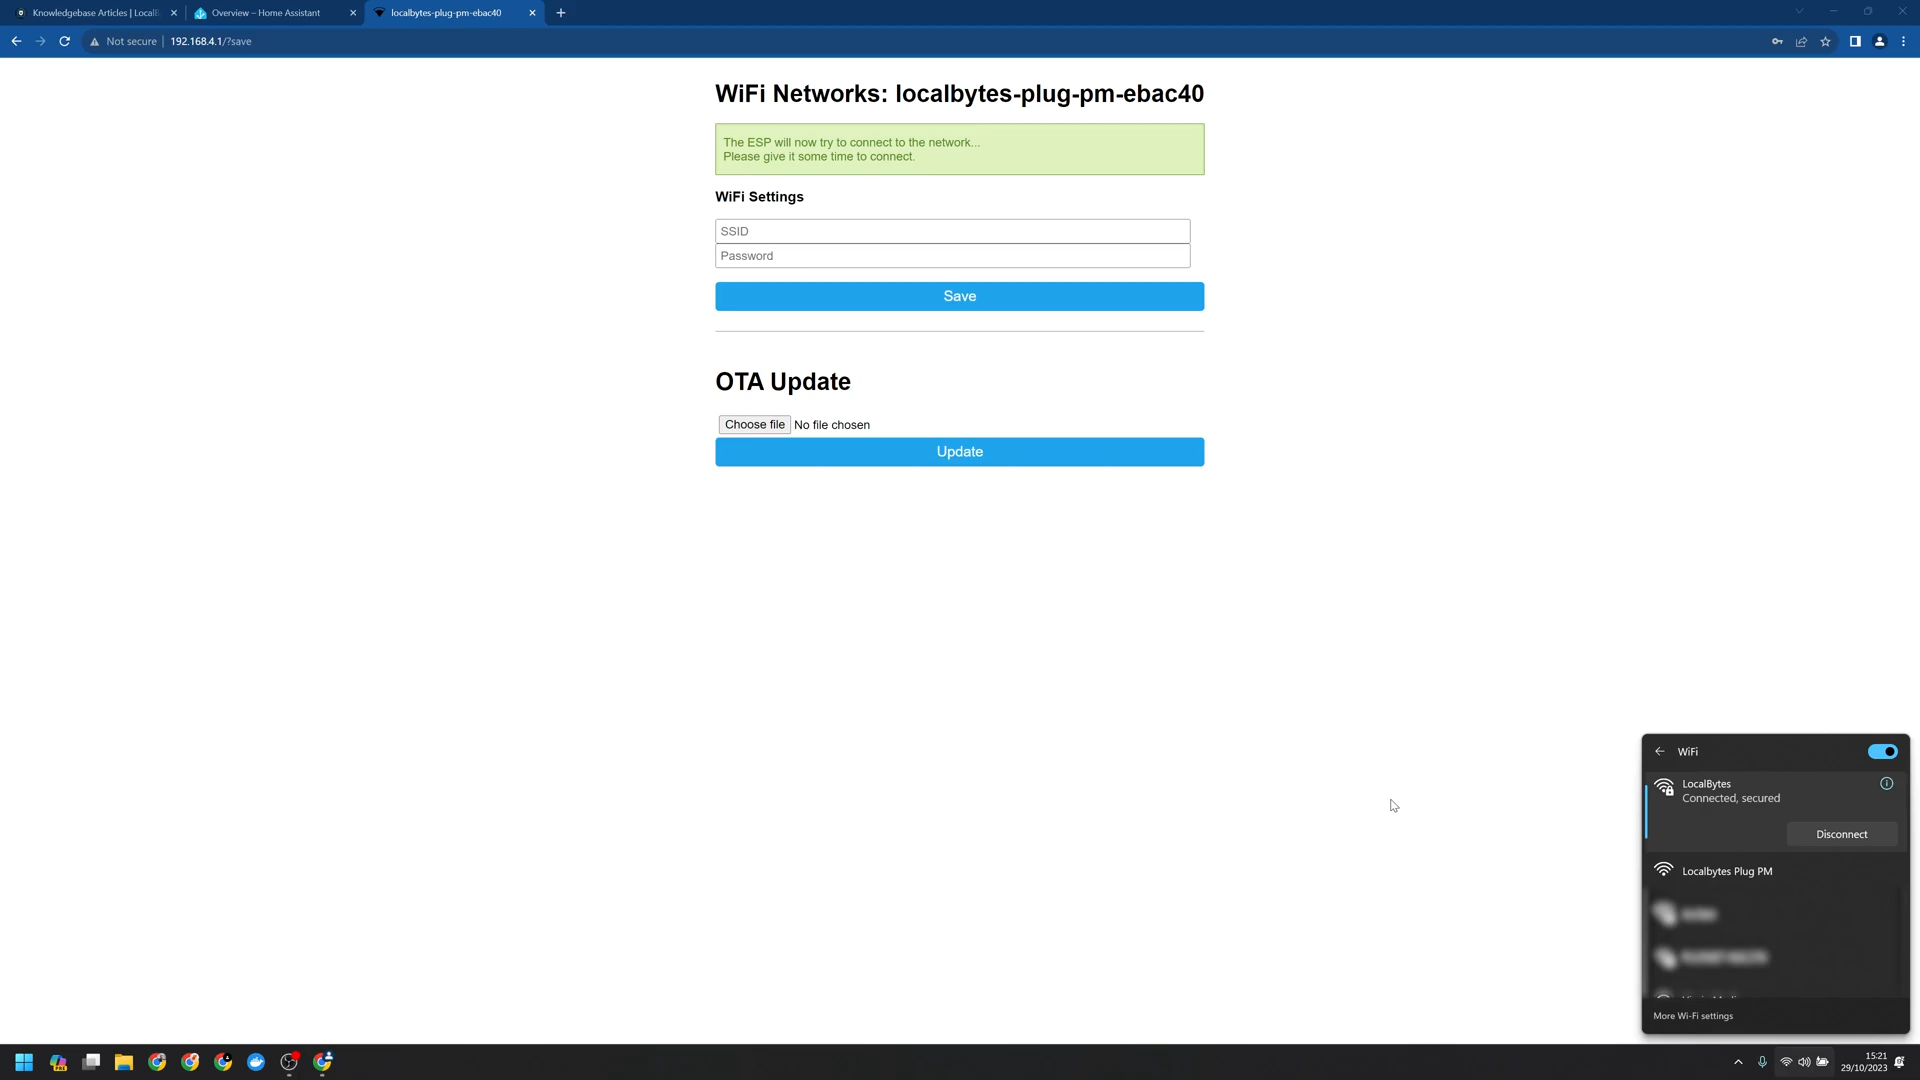 Knowledgebase Articles | LocalB
Overview – Home Assistant
localbytes-plug-pm-ebac40
Not secure
192.168.4.1/?save
WiFi Networks: localbytes-plug-pm-ebac40
The ESP will now try to connect to the network...
Please give it some time to connect.
WiFi Settings
SSID
Password
Save
OTA Update
Choose file No file chosen
Update
WiFi
LocalBytes
Connected, secured
Disconnect
Localbytes Plug PM
More Wi-Fi settings
PRE
15:21
29/10/2023